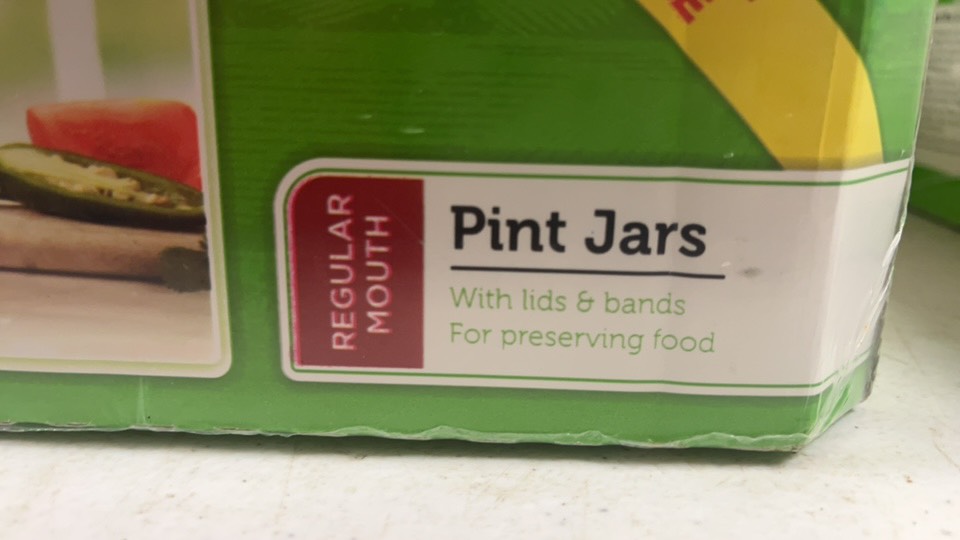 REGULAR
MOUTH
Pint Jars
With lids & bands
For preserving food